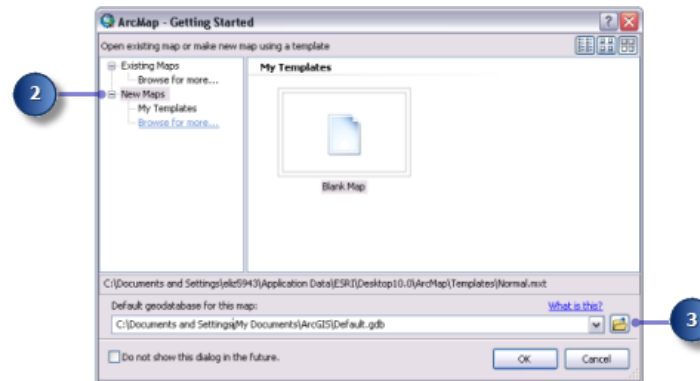 ArcMap - Getting Started
Open existing map or make new map using a template
Existing Maps
Browse for more...
New Maps
My Templates
Browse for more...
My Templates
Blank Map
2
C:\Documents and Settings\eliz5943\Application Data\ESRI\Desktop10.0\ArcMap\Templates\Normal.mxt
Default geodatabase for this map:
What is this?
C:\Documents and Settings\My Documents\ArcGIS\Default.gdb
3
Do not show this dialog in the future.
OK
Cancel